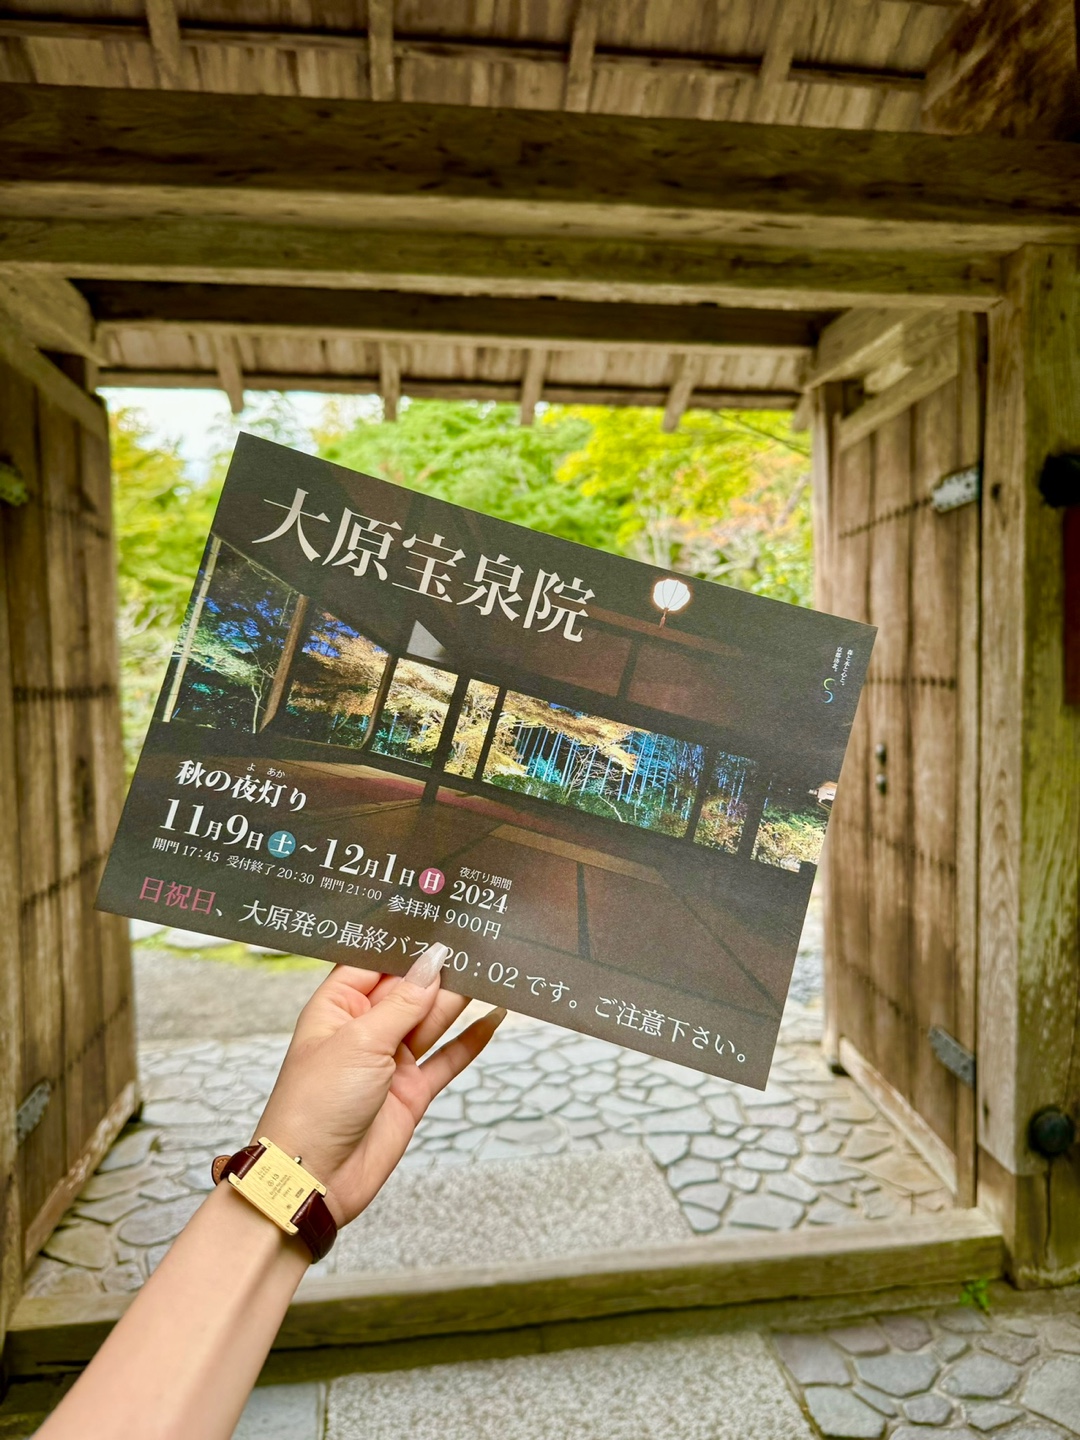 大原宝泉院
秋の夜灯り
よ あか
11月9日土~12月1日日
夜灯り期間
2024
開門 17:45 受付終了 20:30 閉門 21:00
参拝料 900円
日祝日、大原発の最終バス20:02です。ご注意下さい。